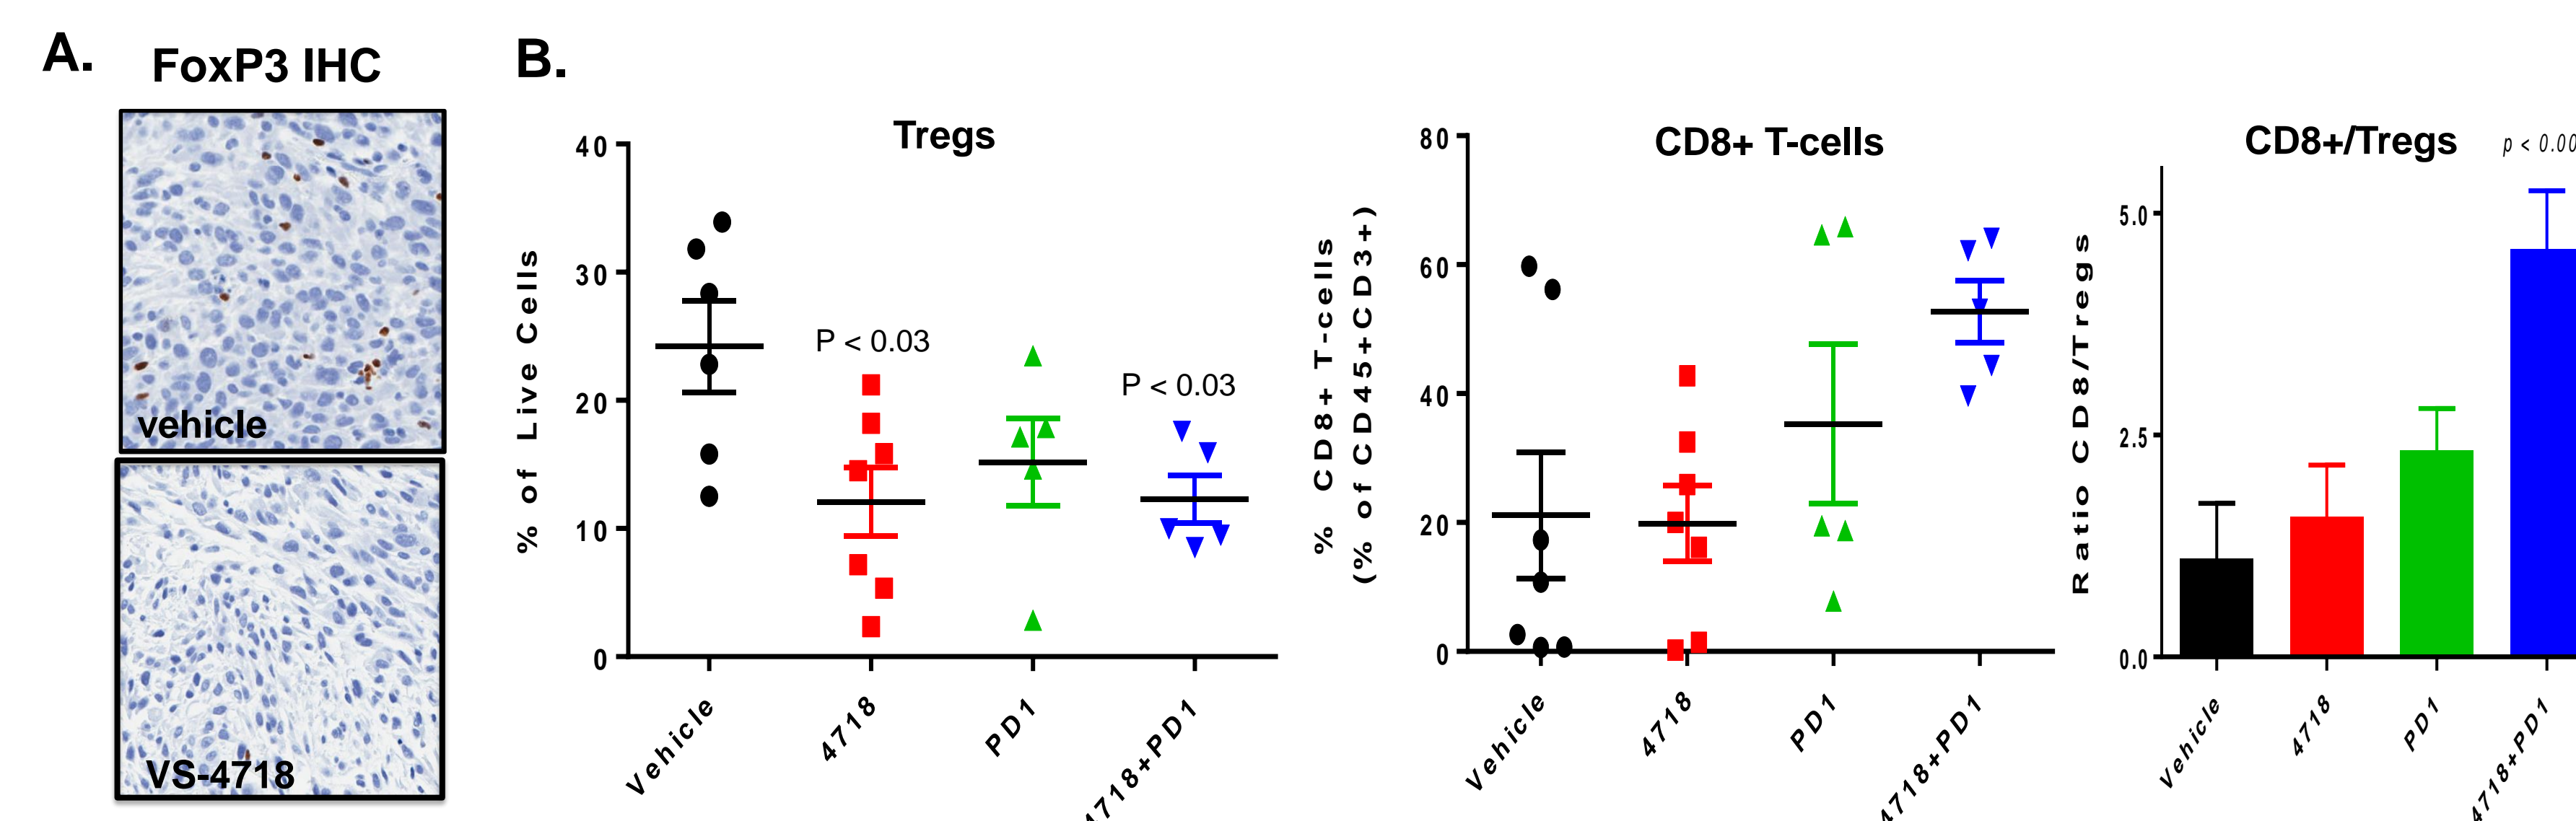 A.
FoxP3 IHC
vehicle
VS-4718
B.
Tregs
% of Live Cells
40
30
20
10
0
P < 0.03
P < 0.03
Vehicle
4718
PD1
4718+PD1
CD8+ T-cells
% CD8+ T-cells
(% of CD45+CD3+)
80
60
40
20
0
Vehicle
4718
PD1
4718+PD1
CD8+/Tregs
p < 0.00
Ratio CD8/Tregs
5.0
2.5
0.0
Vehicle
4718
PD1
4718+PD1